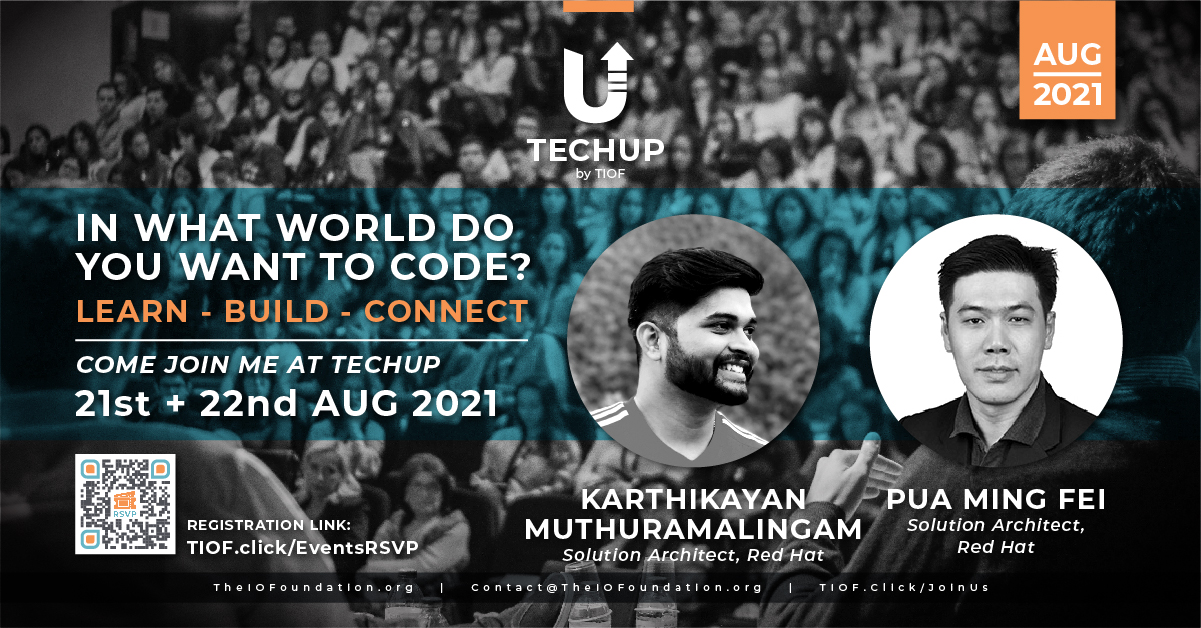 AUG
2021
TECHUP
by TIOF
IN WHAT WORLD DO
YOU WANT TO CODE?
LEARN - BUILD - CONNECT
COME JOIN ME AT TECHUP
21st + 22nd AUG 2021
RSVP
REGISTRATION LINK:
TIOF.click/EventsRSVP
KARTHIKAYAN
MUTHURAMALINGAM
Solution Architect, Red Hat
PUA MING FEI
Solution Architect,
Red Hat
TheIOFoundation.org | Contact@TheIOFoundation.org | TIOF.Click/JoinUs